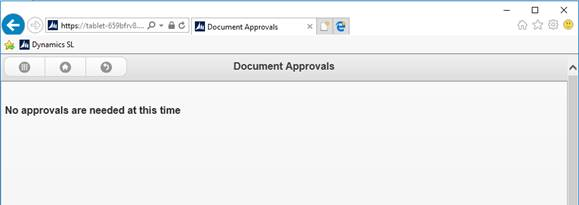 https://tablet-659bfrv8....
Document Approvals
Dynamics SL
Document Approvals
No approvals are needed at this time